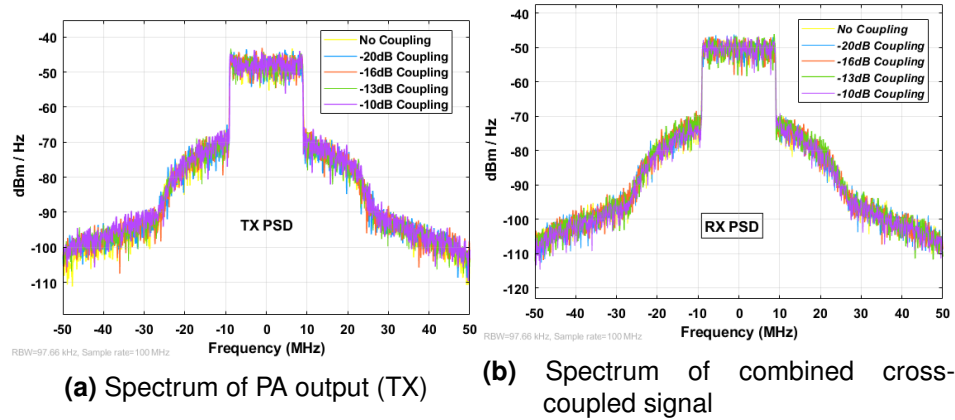 -40
-50
-60
-70
-80
-90
-100
-110
dBm / Hz
No Coupling
-20dB Coupling
-16dB Coupling
-13dB Coupling
-10dB Coupling
TX PSD
-50 -40 -30 -20 -10 0 10 20 30 40 50
Frequency (MHz)
RBW=97.66 kHz, Sample rate=100 MHz
(a) Spectrum of PA output (TX)
-40
-50
-60
-70
-80
-90
-100
-110
-120
dBm / Hz
No Coupling
-20dB Coupling
-16dB Coupling
-13dB Coupling
-10dB Coupling
RX PSD
-50 -40 -30 -20 -10 0 10 20 30 40 50
Frequency (MHz)
RBW=97.66 kHz, Sample rate=100 MHz
(b) Spectrum of combined cross-
coupled signal